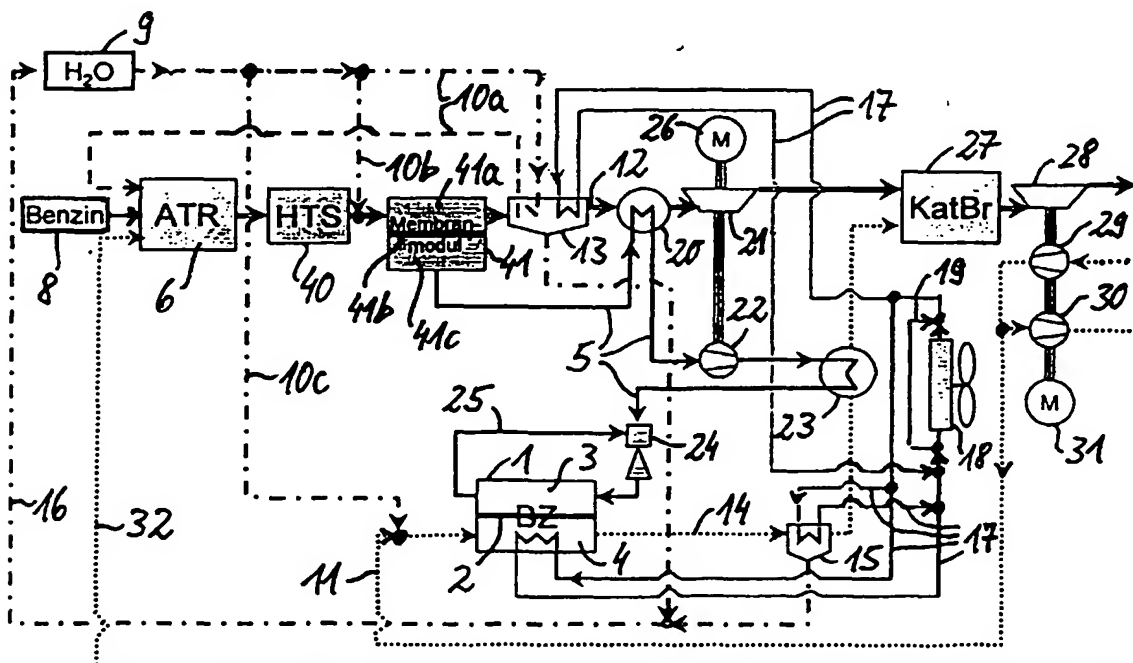 9
H₂O
10a
17
26
M
27
28
10b
41a
12
Benzin
ATR
HTS
Membran-
modul
KatBr
8
6
40
41b
41
13
20
21
29
41c
19
30
5
22
10c
M
25
24
23
18
31
1
3
16
32
BZ
14
2
4
15
17
11